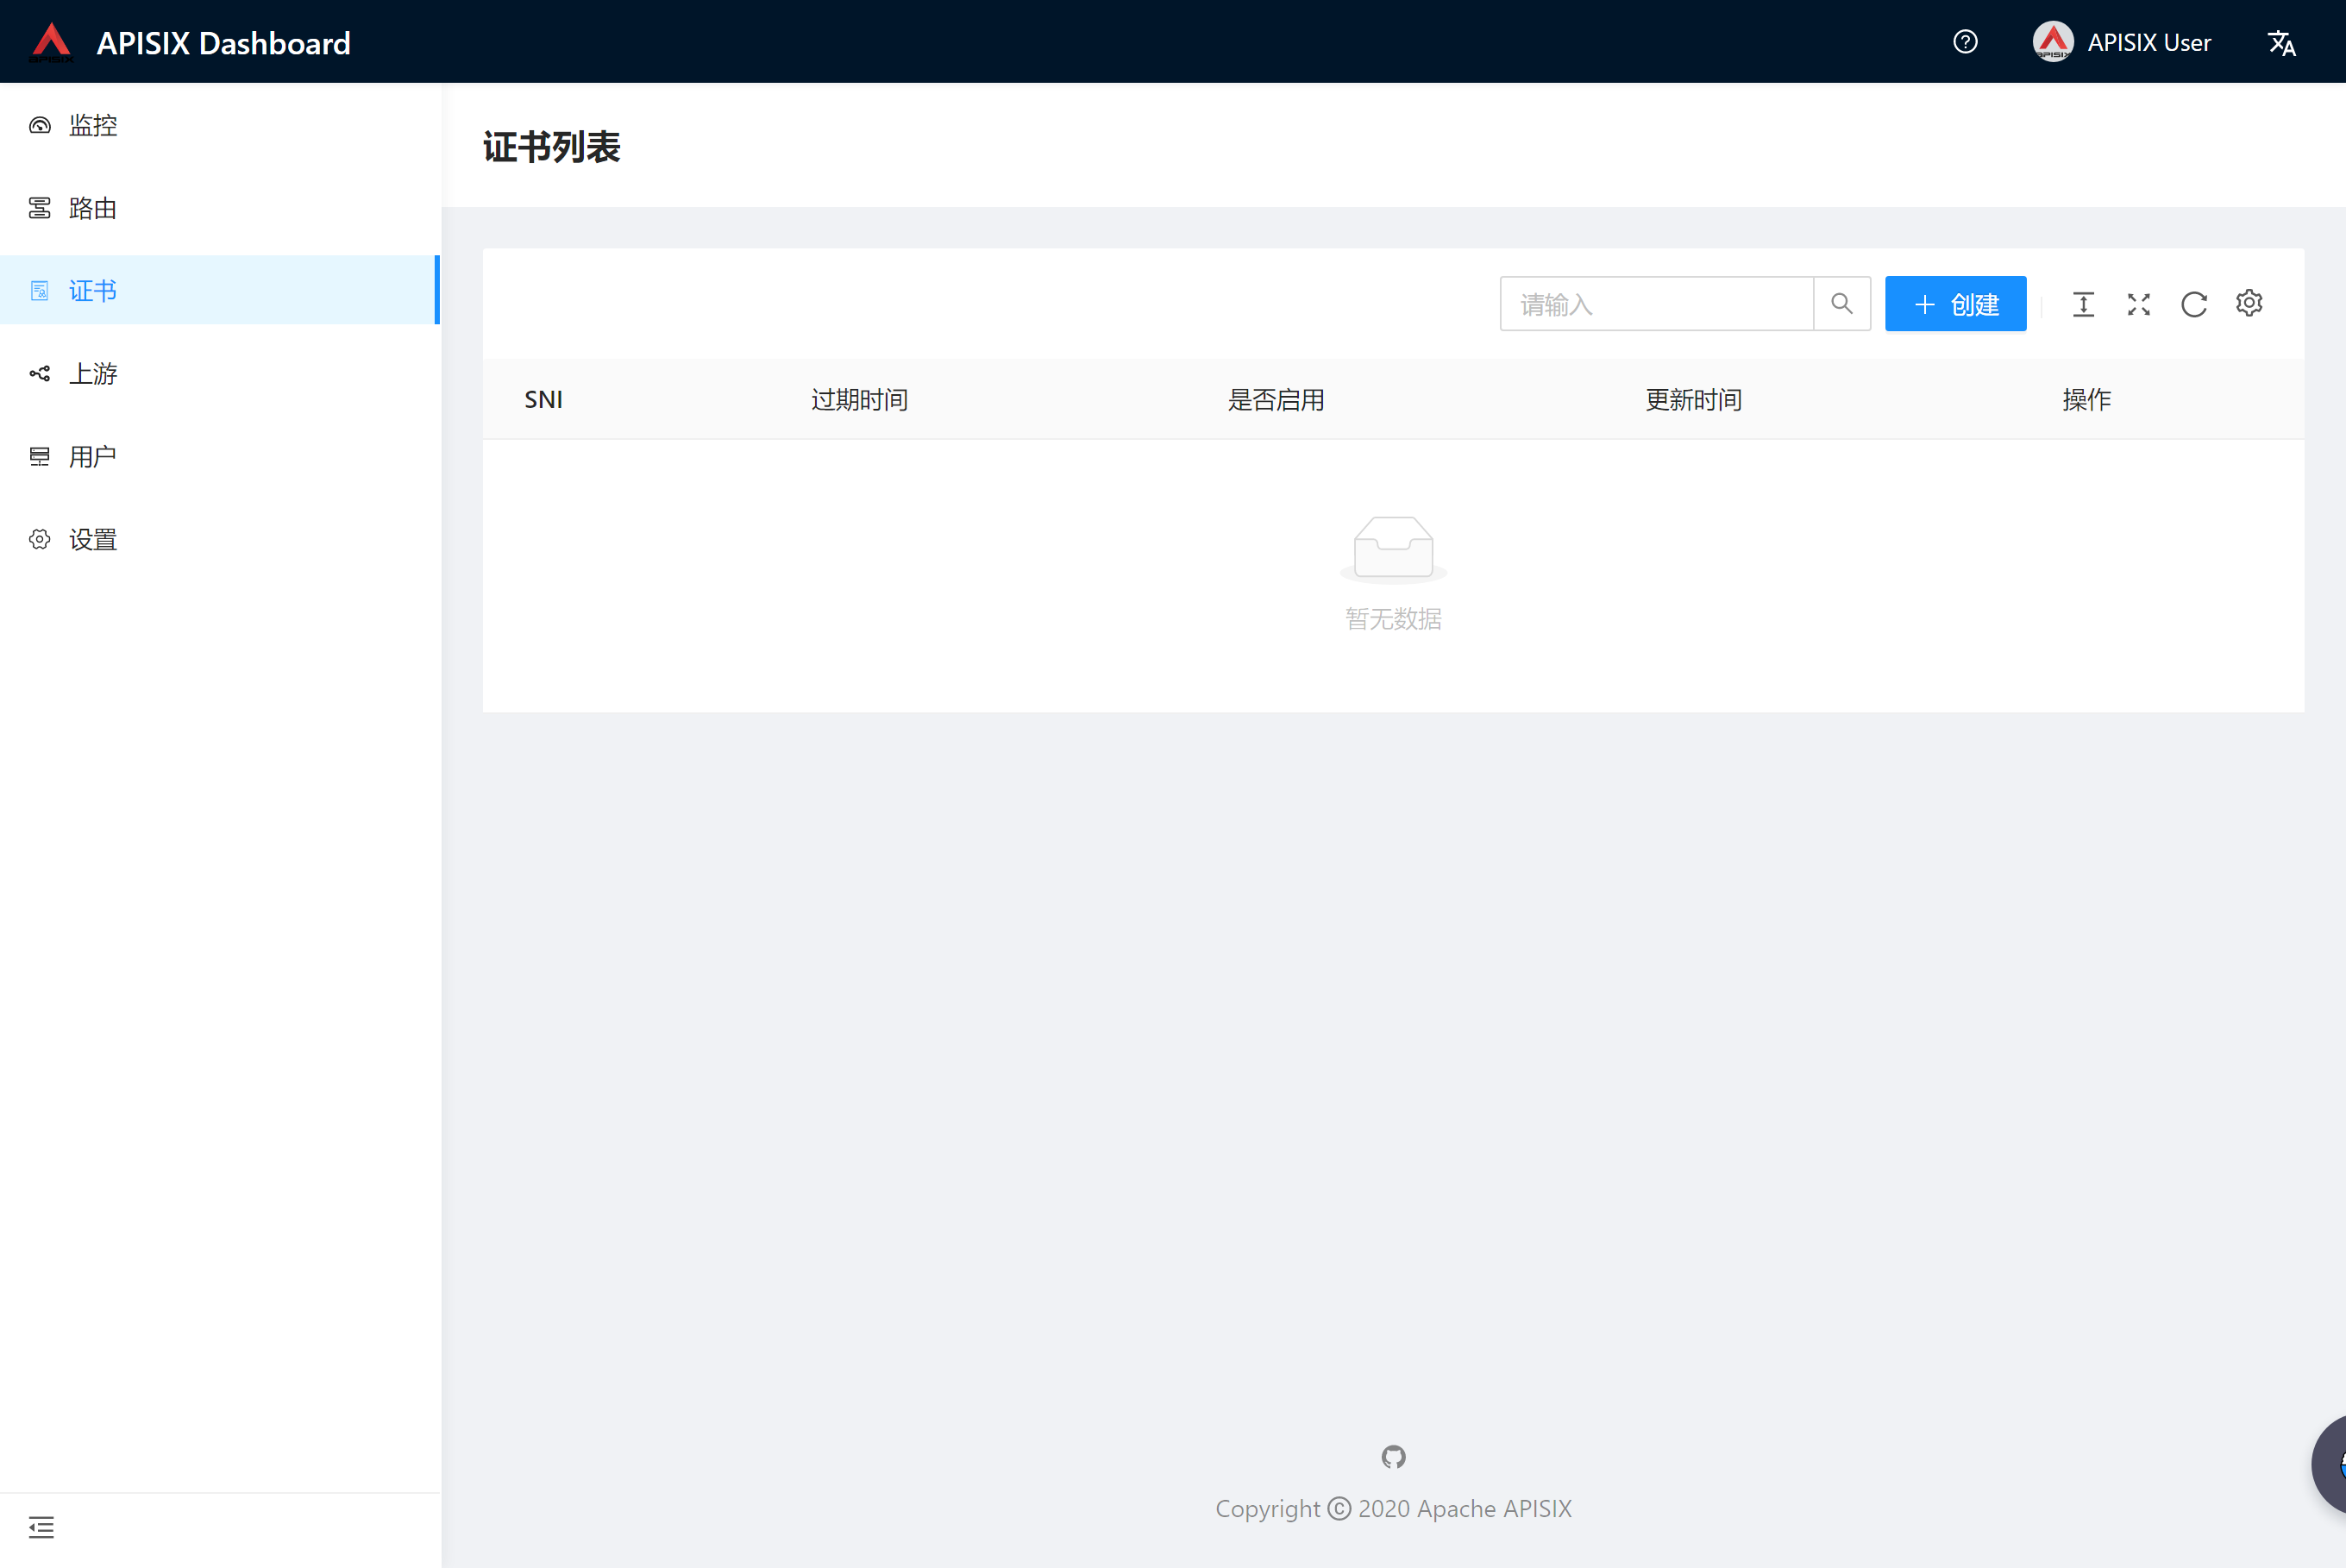 APISIX Dashboard
APISIX User
监控
路由
证书
上游
用户
设置
证书列表
请输入
创建
SNI 过期时间 是否启用 更新时间 操作
暂无数据
Copyright © 2020 Apache APISIX